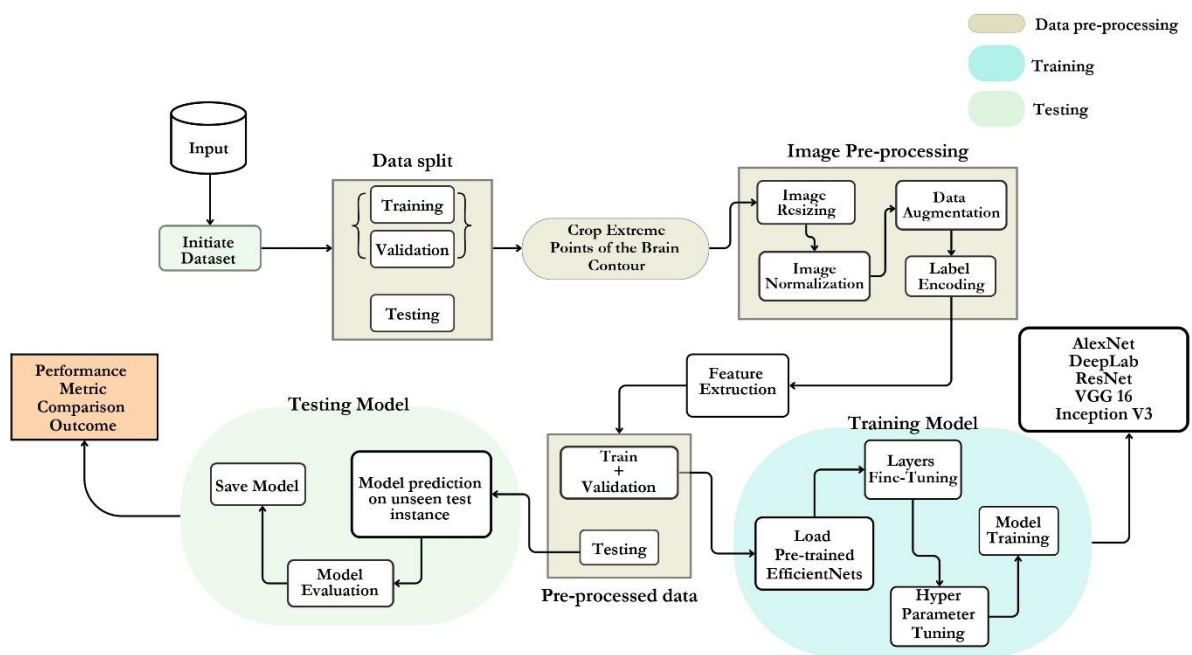 Data pre-processing
Training
Testing
Input
Initiate
Dataset
Data split
Training
Validation
Testing
Crop Extreme
Points of the Brain
Contour
Image Pre-processing
Image
Resizing
Image
Normalization
Data
Augmentation
Label
Encoding
Feature
Extruction
Pre-processed data
Train
+
Validation
Testing
Training Model
Load
Pre-trained
EfficientNets
Layers
Finc-Tuning
Hyper
Parameter
Tuning
Model
Training
AlexNet
DeepLab
ResNet
VGG 16
Inception V3
Testing Model
Model prediction
on unseen test
instance
Model
Evaluation
Save Model
Performance
Metric
Comparison
Outcome